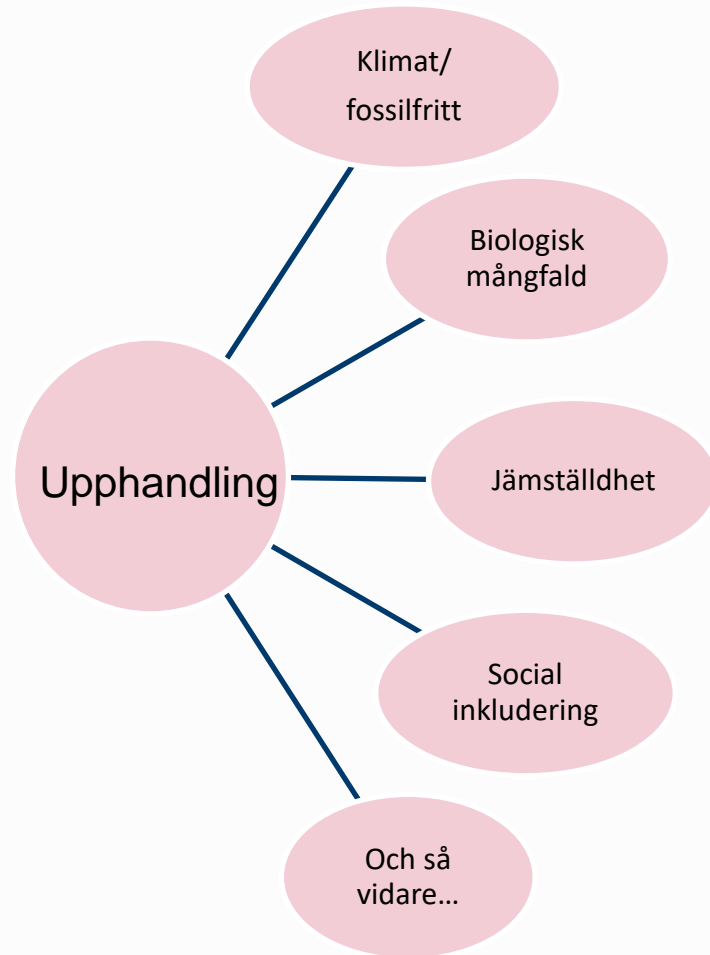 Klimat/
fossilfritt
Biologisk
mångfald
Upphandling
Jämställdhet
Social
inkludering
Och så
vidare…